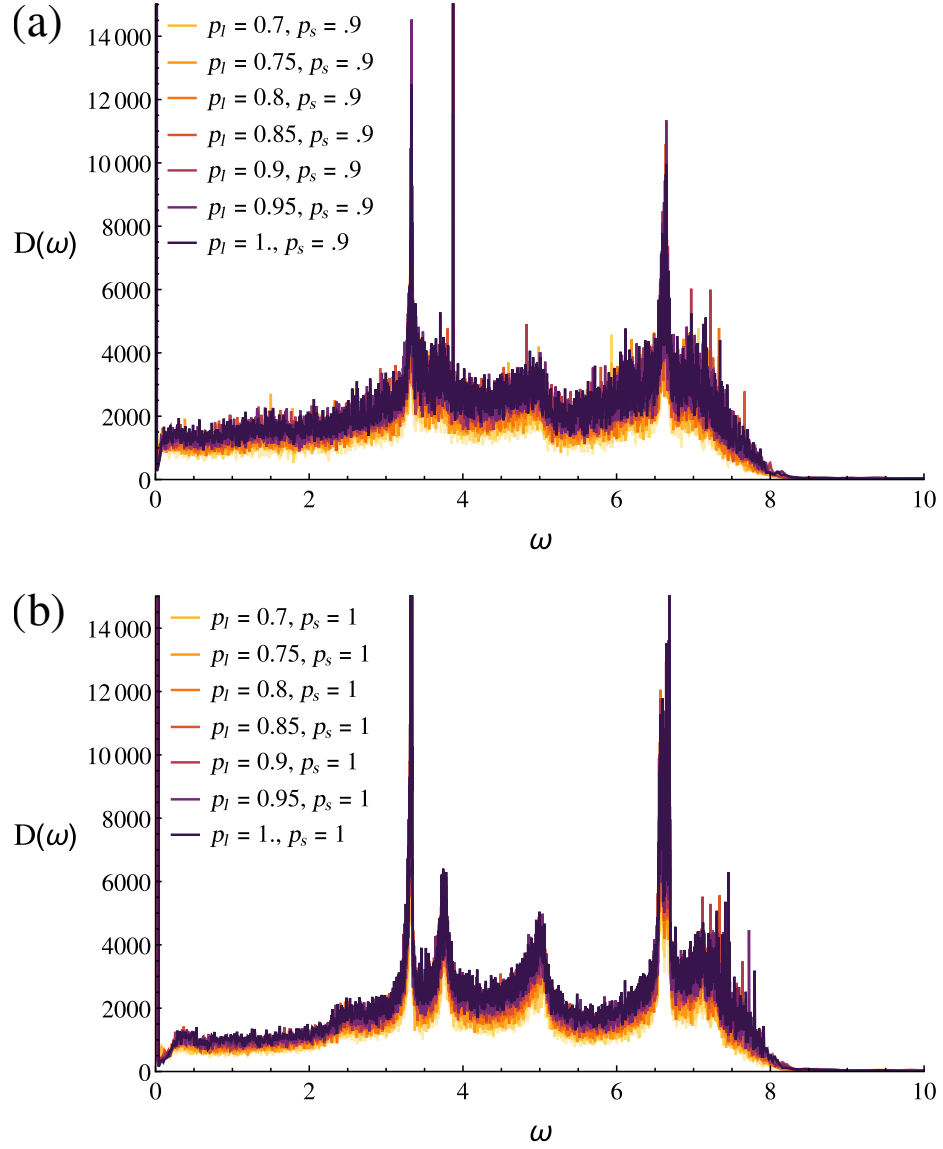 (a)
14 000
12 000
10 000
8000
6000
4000
2000
0
D(ω)
p_l = 0.7, p_s = .9
p_l = 0.75, p_s = .9
p_l = 0.8, p_s = .9
p_l = 0.85, p_s = .9
p_l = 0.9, p_s = .9
p_l = 0.95, p_s = .9
p_l = 1., p_s = .9
0 2 4 6 8 10
ω
(b)
14 000
12 000
10 000
8000
6000
4000
2000
0
D(ω)
p_l = 0.7, p_s = 1
p_l = 0.75, p_s = 1
p_l = 0.8, p_s = 1
p_l = 0.85, p_s = 1
p_l = 0.9, p_s = 1
p_l = 0.95, p_s = 1
p_l = 1., p_s = 1
0 2 4 6 8 10
ω